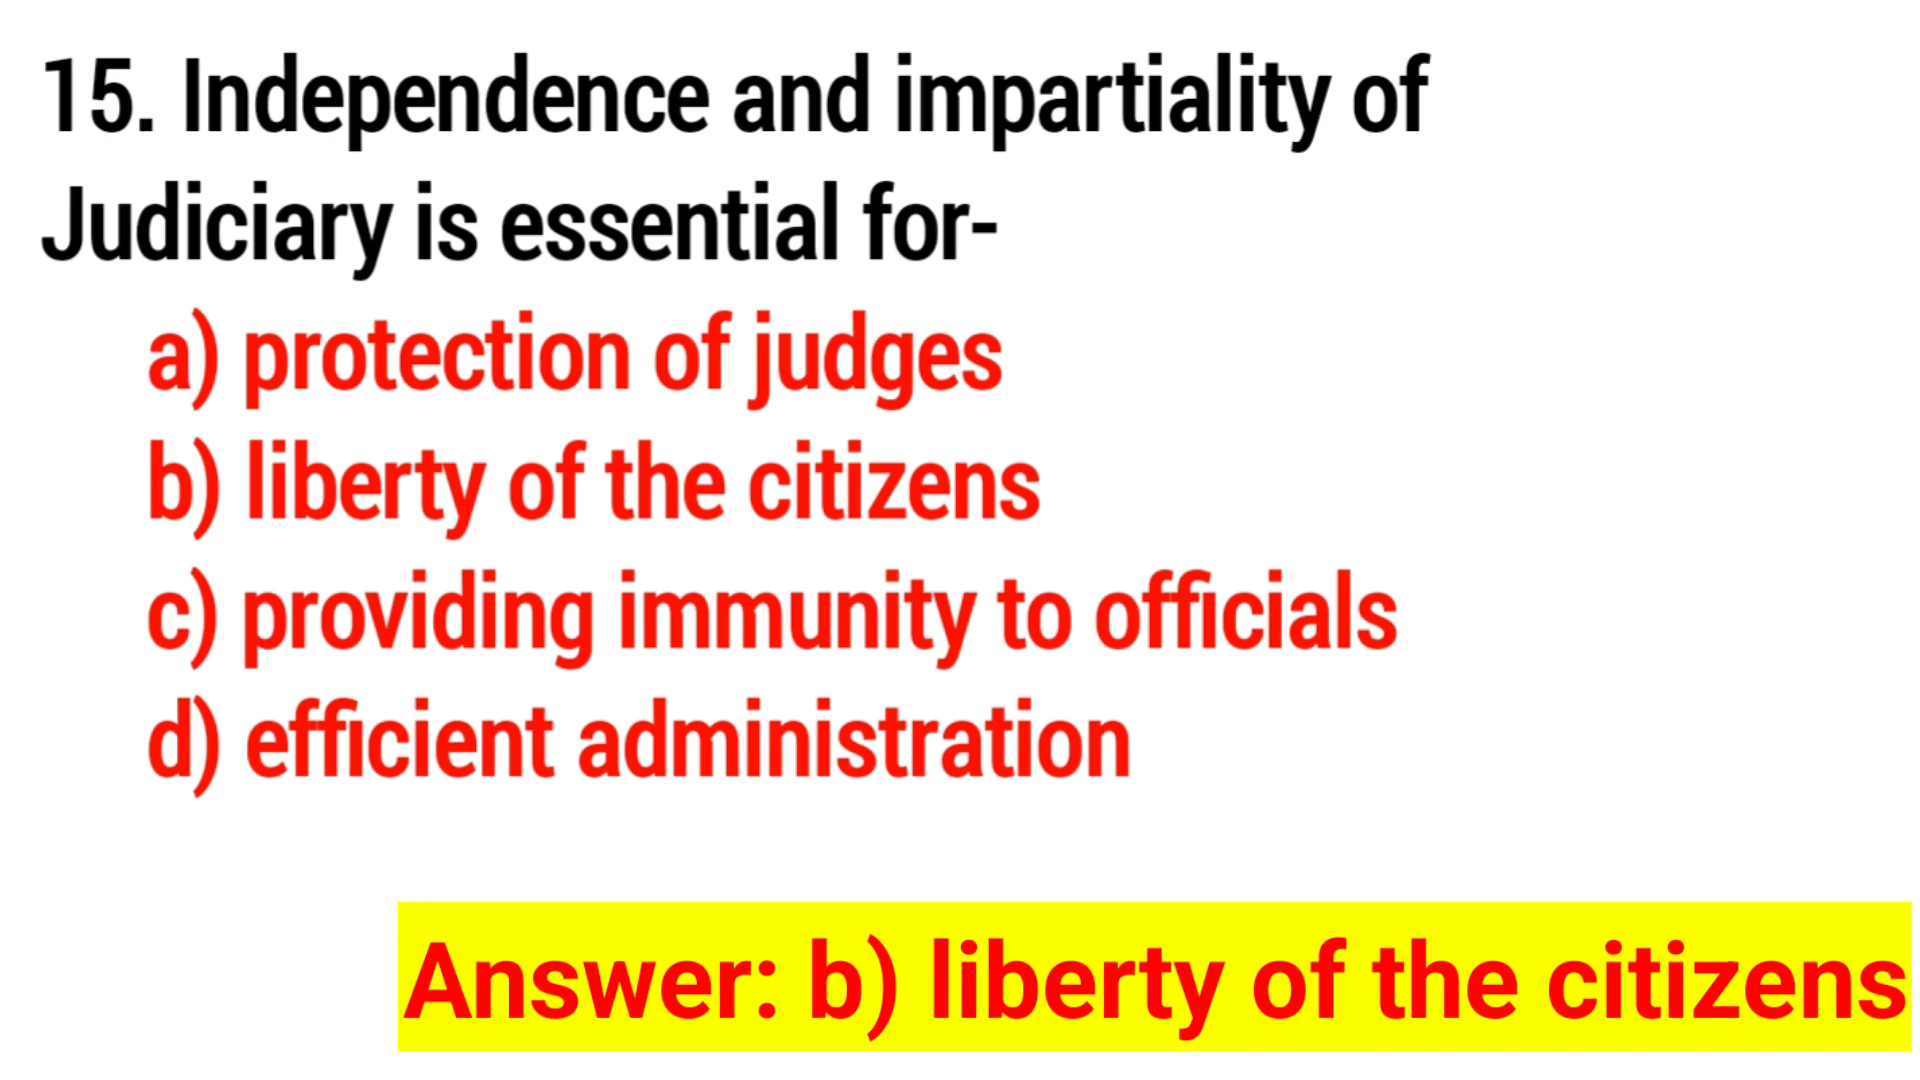 15. Independence and impartiality of
Judiciary is essential for-
a) protection of judges
b) liberty of the citizens
c) providing immunity to officials
d) efficient administration
Answer: b) liberty of the citizens